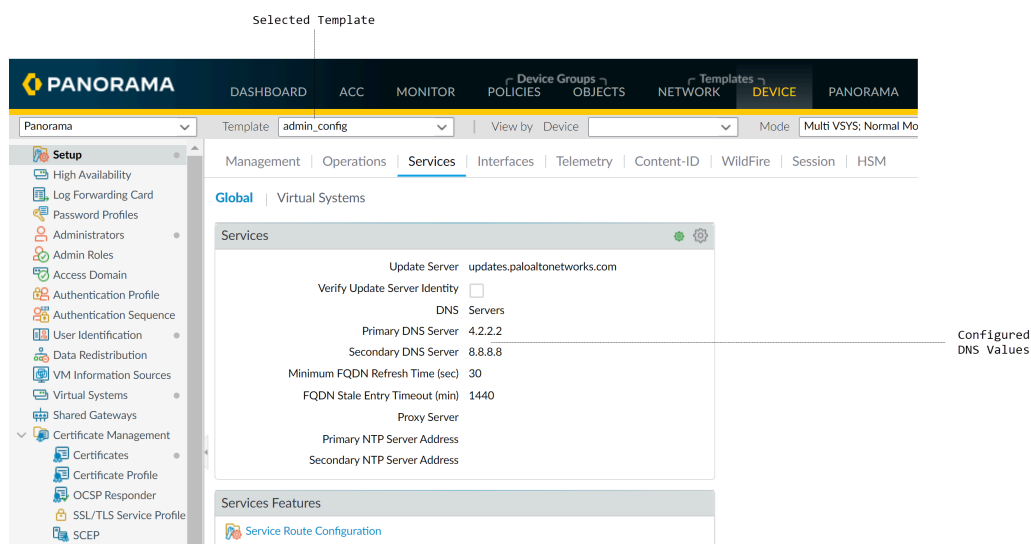 Selected Template
PANORAMA
Device Groups
Templates
DASHBOARD ACC MONITOR POLICIES OBJECTS NETWORK DEVICE PANORAMA
Panorama Template admin_config View by Device Mode Multi VSYS; Normal Mo
Setup
High Availability
Log Forwarding Card
Password Profiles
Administrators
Admin Roles
Access Domain
Authentication Profile
Authentication Sequence
User Identification
Data Redistribution
VM Information Sources
Virtual Systems
Shared Gateways
Certificate Management
Certificates
Certificate Profile
OCSP Responder
SSL/TLS Service Profile
SCEP
Management Operations Services Interfaces Telemetry Content-ID WildFire Session HSM
Global Virtual Systems
Services
Update Server updates.paloaltonetworks.com
Verify Update Server Identity
DNS Servers
Primary DNS Server 4.2.2.2
Secondary DNS Server 8.8.8.8
Minimum FQDN Refresh Time (sec) 30
FQDN Stale Entry Timeout (min) 1440
Proxy Server
Primary NTP Server Address
Secondary NTP Server Address
Services Features
Service Route Configuration
Configured
DNS Values